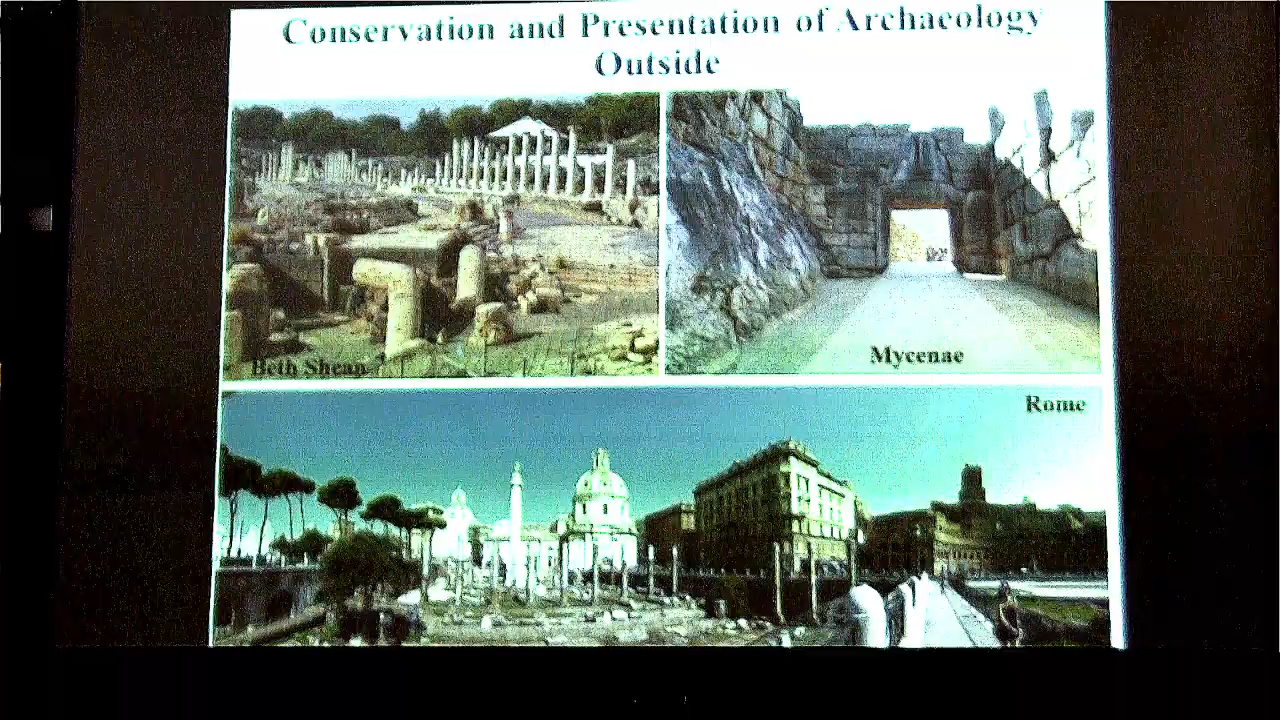 Conservation and Presentation of Archaeology
Outside
Beth Shean
Mycenae
Rome